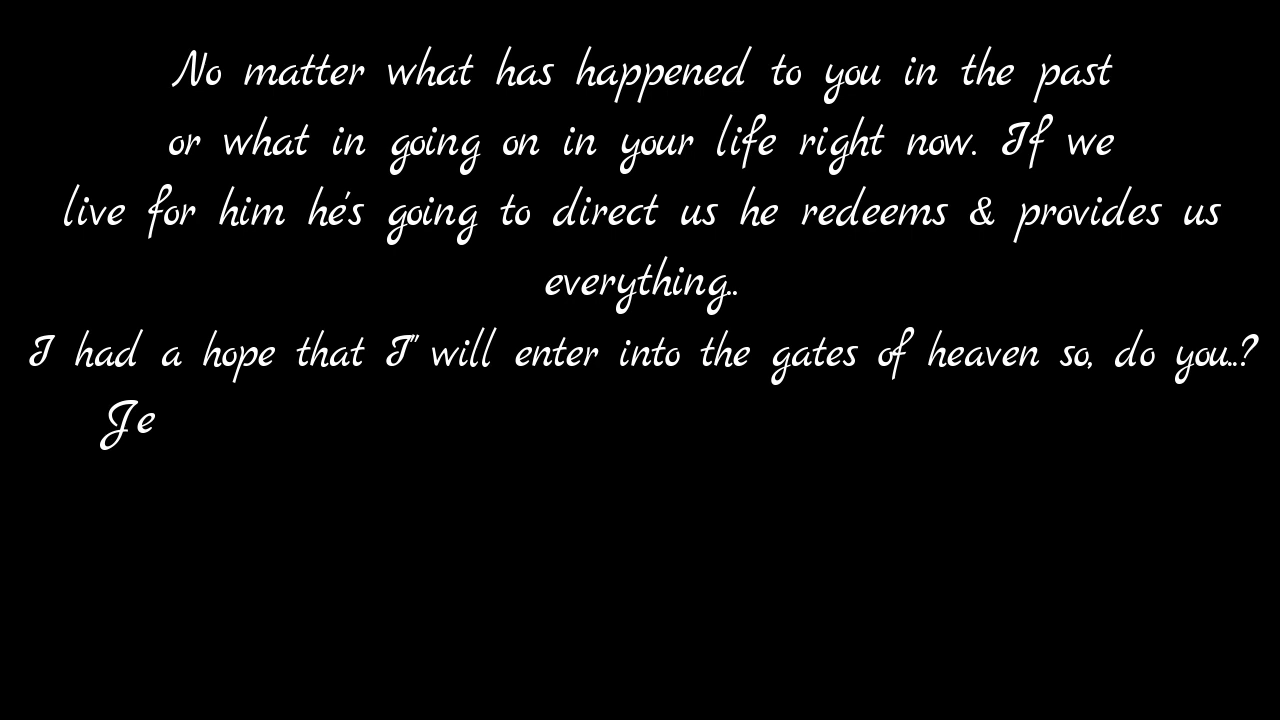 No matter what has happened to you in the past
or what in going on in your life right now. If we
live for him he's going to direct us he redeems & provides us
everything..
I had a hope that I" will enter into the gates of heaven so, do you..?
Je